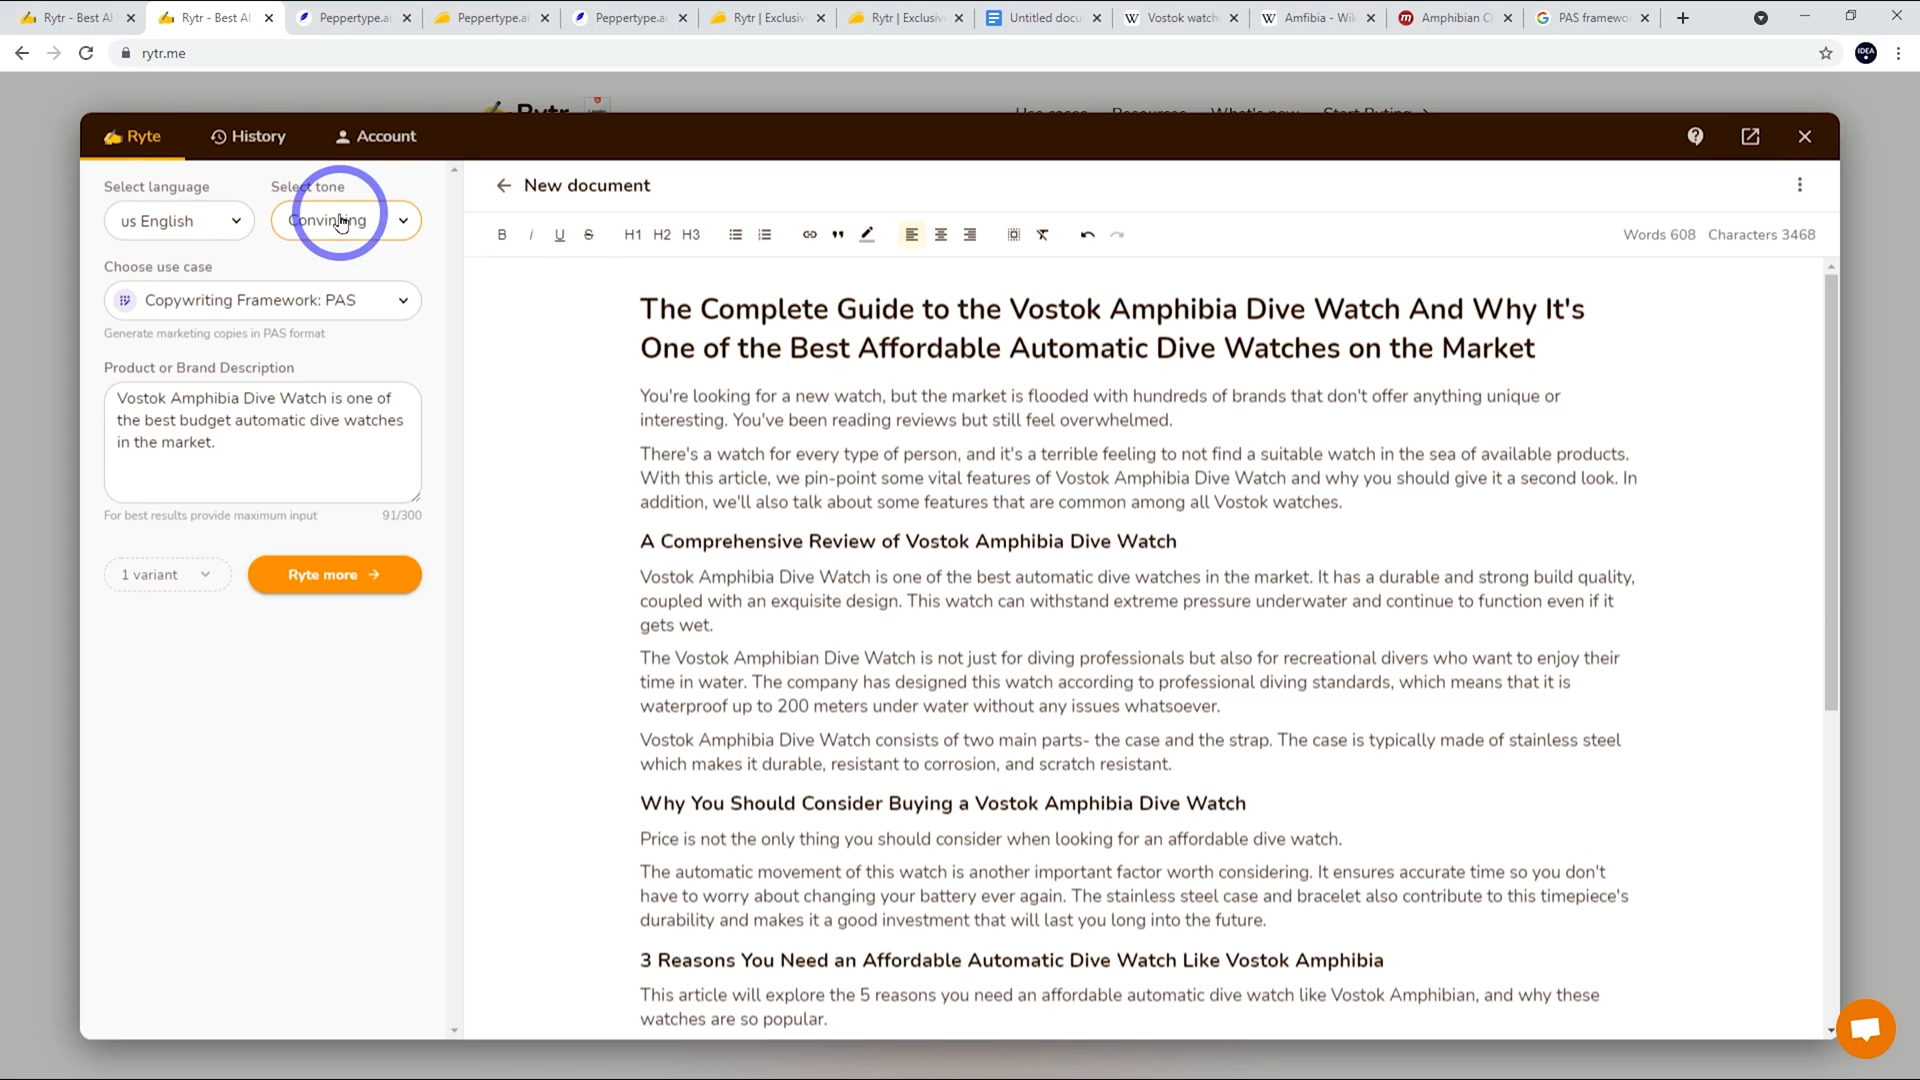 Rytr - Best AI
Rytr - Best AI
Peppertype.ai
Peppertype.ai
Peppertype.ai
Rytr | Exclusive
Rytr | Exclusive
Untitled docu
Vostok watch
Amfibia - Wik
Amphibian C
PAS framewo
rytr.me
IDEA
Rytr
Use cases
Resources
What's new
Start Ryting
Ryte
History
Account
Select language
Select tone
us English
Convincing
Choose use case
Copywriting Framework: PAS
Generate marketing copies in PAS format
Product or Brand Description
Vostok Amphibia Dive Watch is one of
the best budget automatic dive watches
in the market.
For best results provide maximum input
91/300
1 variant
Ryte more →
New document
B I U S H1 H2 H3
Words 608 Characters 3468
The Complete Guide to the Vostok Amphibia Dive Watch And Why It's
One of the Best Affordable Automatic Dive Watches on the Market
You're looking for a new watch, but the market is flooded with hundreds of brands that don't offer anything unique or
interesting. You've been reading reviews but still feel overwhelmed.
There's a watch for every type of person, and it's a terrible feeling to not find a suitable watch in the sea of available products.
With this article, we pin-point some vital features of Vostok Amphibia Dive Watch and why you should give it a second look. In
addition, we'll also talk about some features that are common among all Vostok watches.
A Comprehensive Review of Vostok Amphibia Dive Watch
Vostok Amphibia Dive Watch is one of the best automatic dive watches in the market. It has a durable and strong build quality,
coupled with an exquisite design. This watch can withstand extreme pressure underwater and continue to function even if it
gets wet.
The Vostok Amphibian Dive Watch is not just for diving professionals but also for recreational divers who want to enjoy their
time in water. The company has designed this watch according to professional diving standards, which means that it is
waterproof up to 200 meters under water without any issues whatsoever.
Vostok Amphibia Dive Watch consists of two main parts- the case and the strap. The case is typically made of stainless steel
which makes it durable, resistant to corrosion, and scratch resistant.
Why You Should Consider Buying a Vostok Amphibia Dive Watch
Price is not the only thing you should consider when looking for an affordable dive watch.
The automatic movement of this watch is another important factor worth considering. It ensures accurate time so you don't
have to worry about changing your battery ever again. The stainless steel case and bracelet also contribute to this timepiece's
durability and makes it a good investment that will last you long into the future.
3 Reasons You Need an Affordable Automatic Dive Watch Like Vostok Amphibia
This article will explore the 5 reasons you need an affordable automatic dive watch like Vostok Amphibian, and why these
watches are so popular.